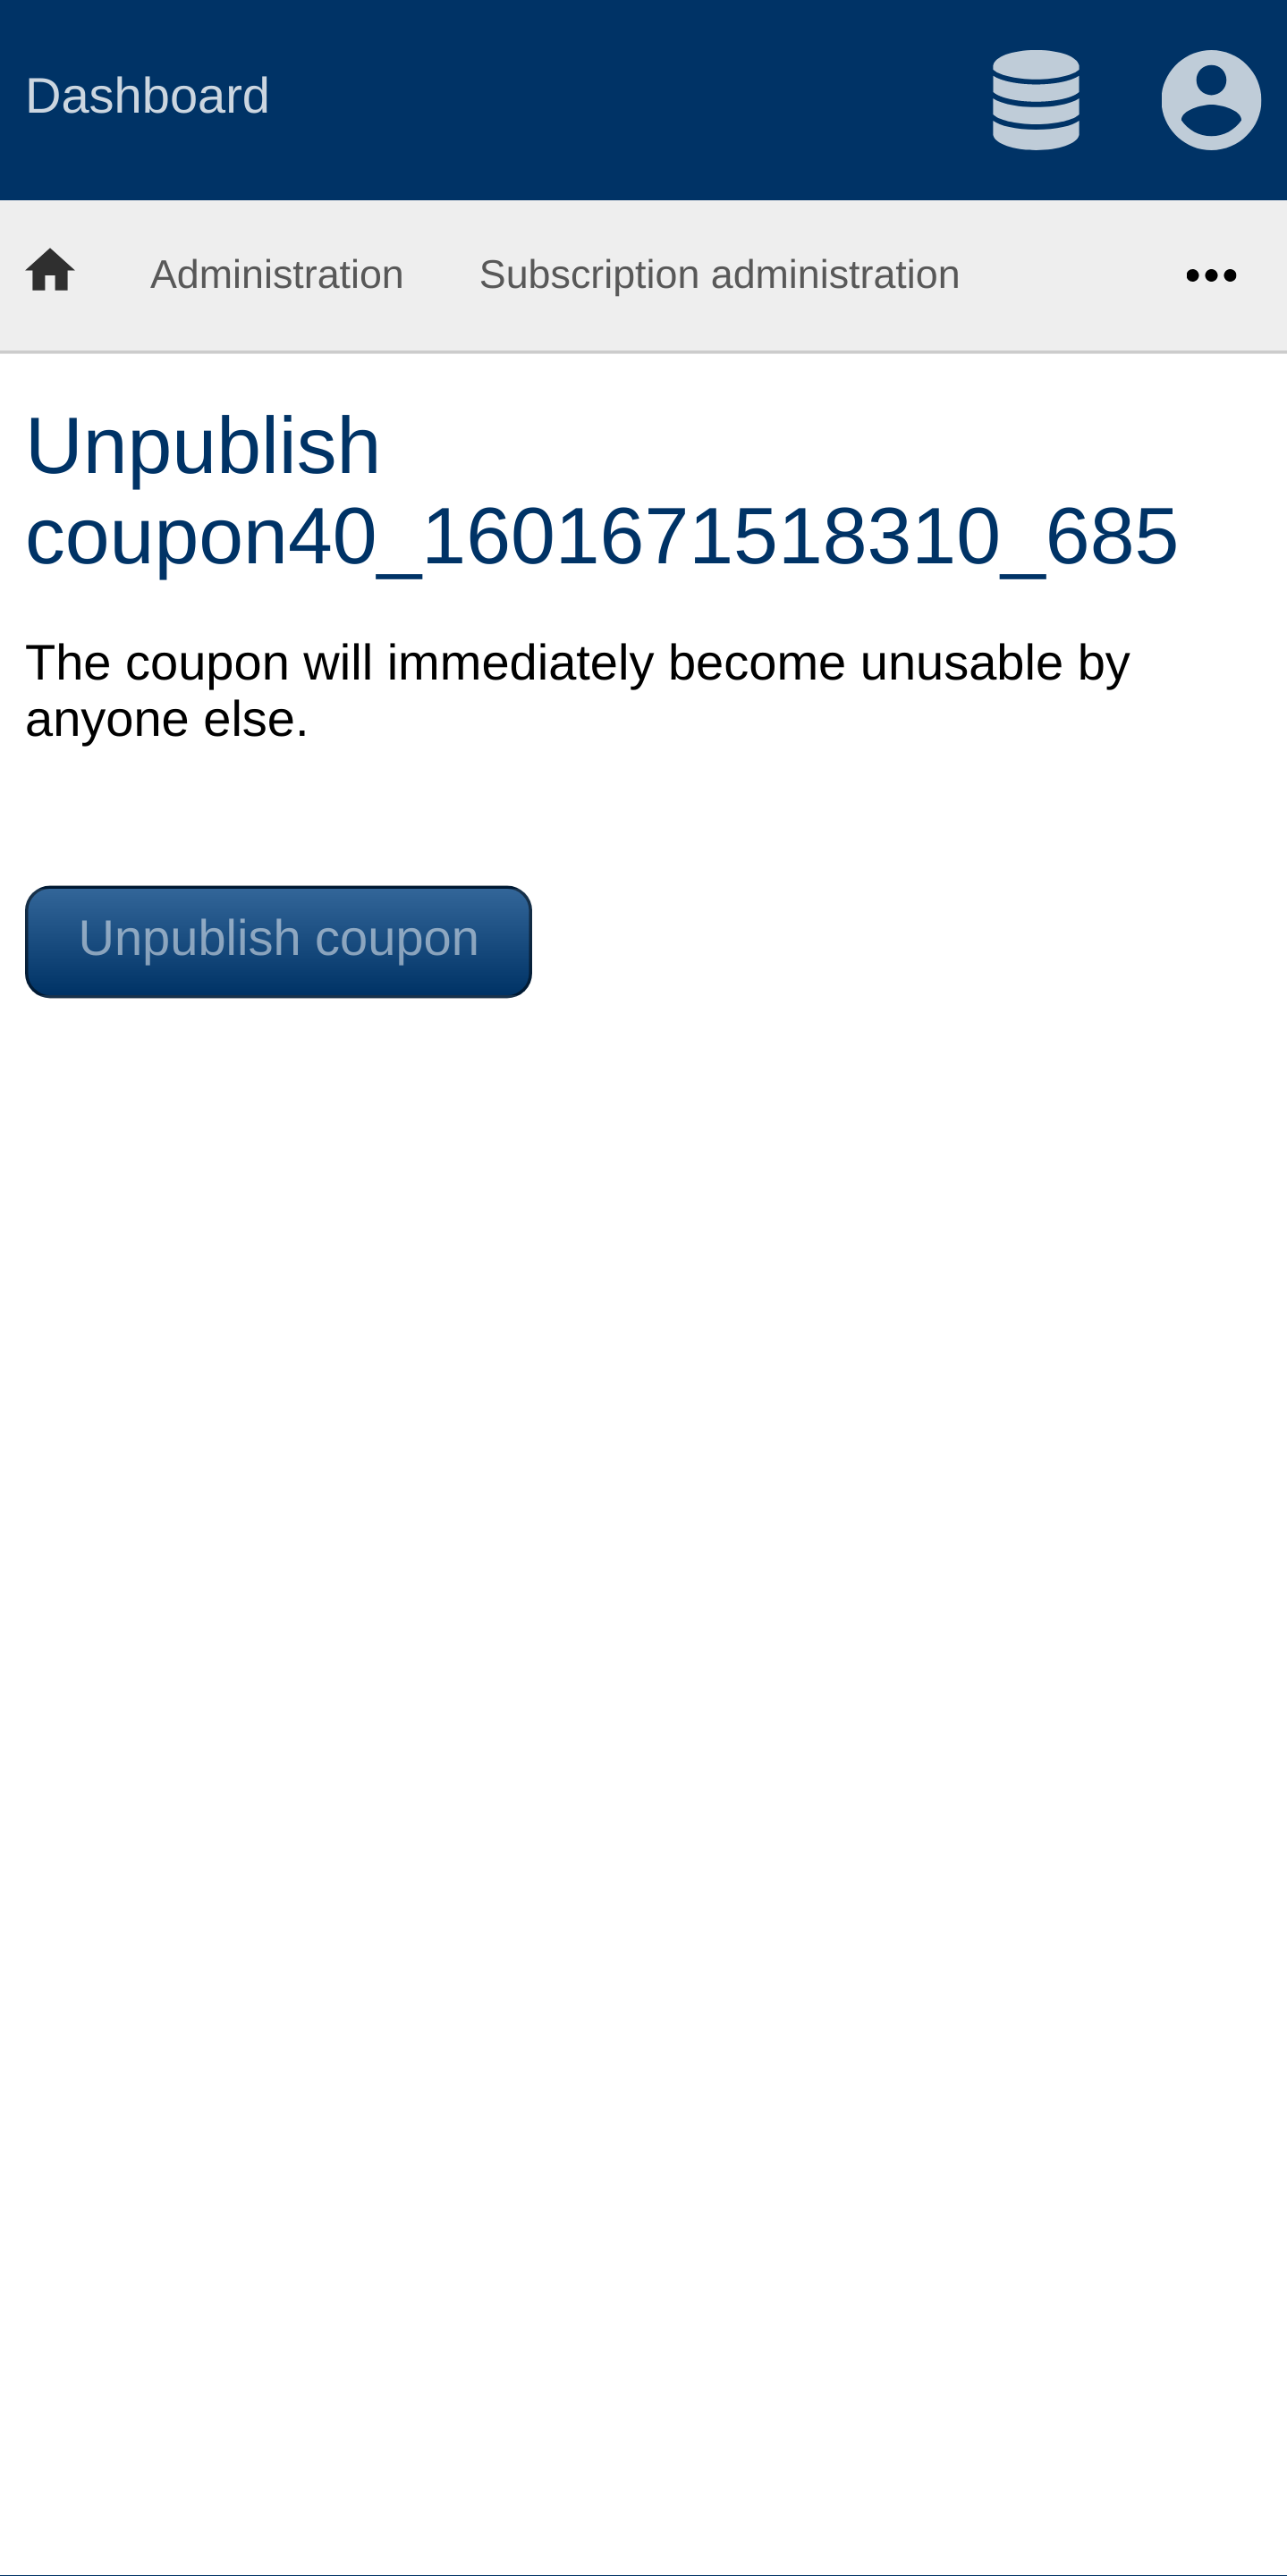 Dashboard
Administration Subscription administration
Unpublish
coupon40_1601671518310_685
The coupon will immediately become unusable by
anyone else.
Unpublish coupon